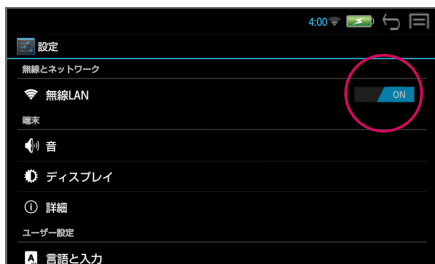 4:00
設定
無線とネットワーク
無線LAN
ON
端末
音
ディスプレイ
詳細
ユーザー設定
A 言語と入力